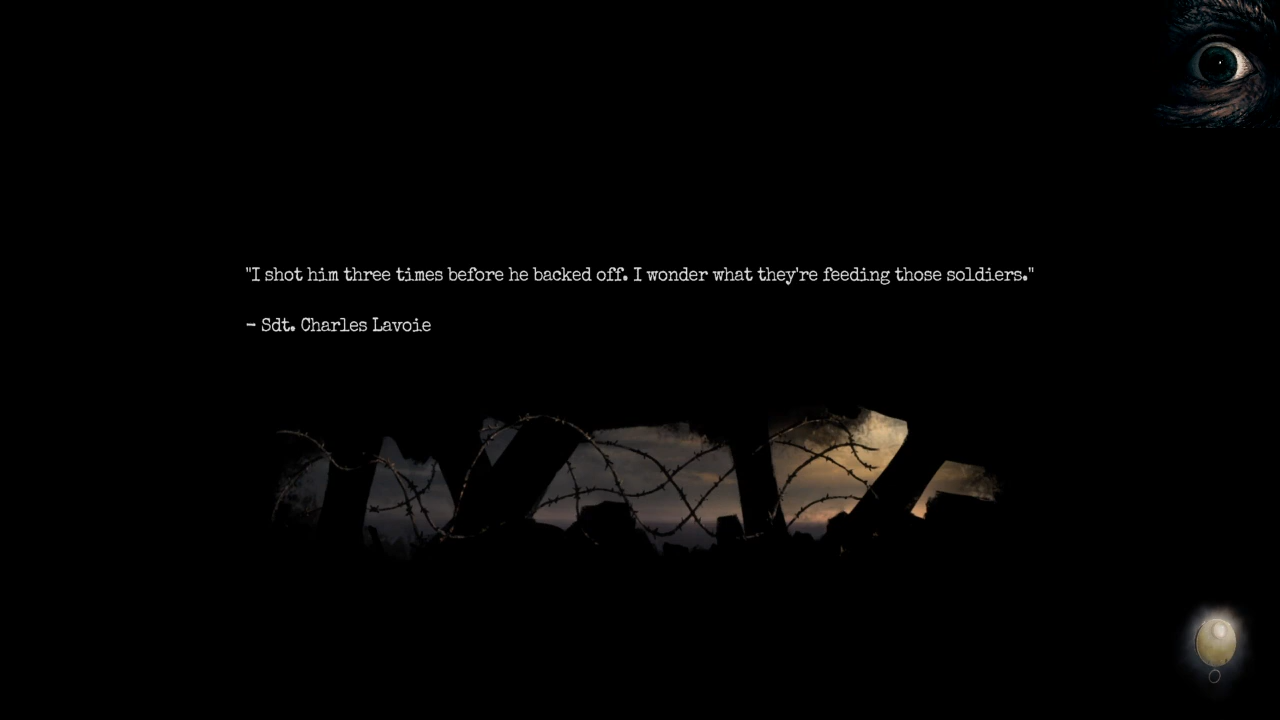 "I shot him three times before he backed off. I wonder what they're feeding those soldiers."
- Sdt. Charles Lavoie